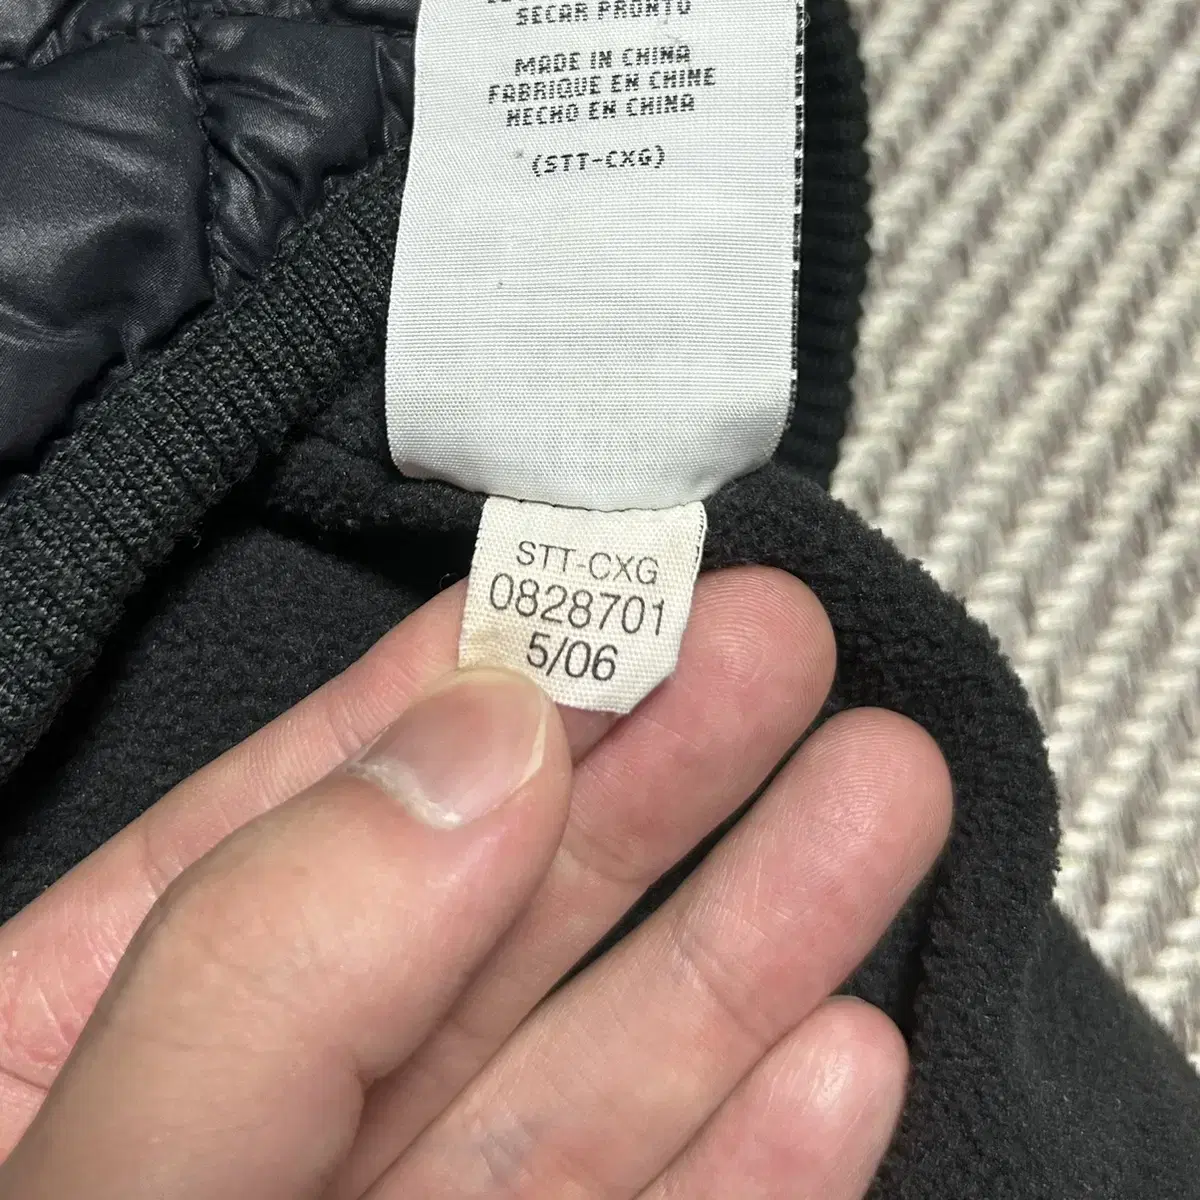 SECAR PRONTO
MADE IN CHINA
FABRIQUE EN CHINE
HECHO EN CHINA
(STT-CXG)
STT-CXG
0828701
5/06